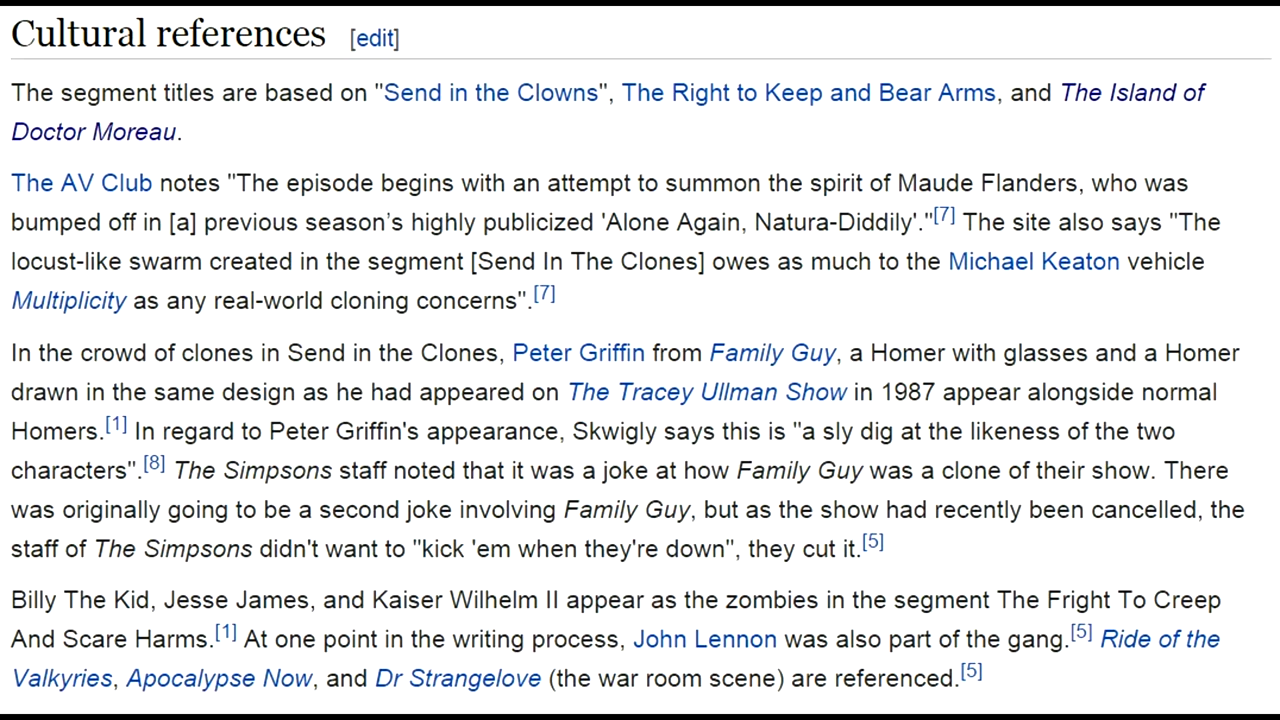 Cultural references [edit]
The segment titles are based on "Send in the Clowns", The Right to Keep and Bear Arms, and The Island of
Doctor Moreau.
The AV Club notes "The episode begins with an attempt to summon the spirit of Maude Flanders, who was
bumped off in [a] previous season’s highly publicized 'Alone Again, Natura-Diddily'."[7] The site also says "The
locust-like swarm created in the segment [Send In The Clones] owes as much to the Michael Keaton vehicle
Multiplicity as any real-world cloning concerns".[7]
In the crowd of clones in Send in the Clones, Peter Griffin from Family Guy, a Homer with glasses and a Homer
drawn in the same design as he had appeared on The Tracey Ullman Show in 1987 appear alongside normal
Homers.[1] In regard to Peter Griffin's appearance, Skwigly says this is "a sly dig at the likeness of the two
characters".[8] The Simpsons staff noted that it was a joke at how Family Guy was a clone of their show. There
was originally going to be a second joke involving Family Guy, but as the show had recently been cancelled, the
staff of The Simpsons didn't want to "kick 'em when they're down", they cut it.[5]
Billy The Kid, Jesse James, and Kaiser Wilhelm II appear as the zombies in the segment The Fright To Creep
And Scare Harms.[1] At one point in the writing process, John Lennon was also part of the gang.[5] Ride of the
Valkyries, Apocalypse Now, and Dr Strangelove (the war room scene) are referenced.[5]